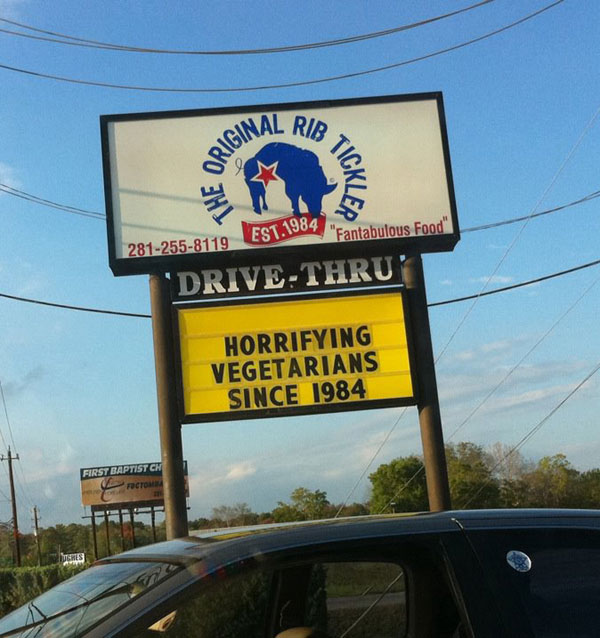 THE ORIGINAL RIB TICKLER
EST.1984
281-255-8119
"Fantabulous Food"
DRIVE-THRU
HORRIFYING
VEGETARIANS
SINCE 1984
FIRST BAPTIST CH